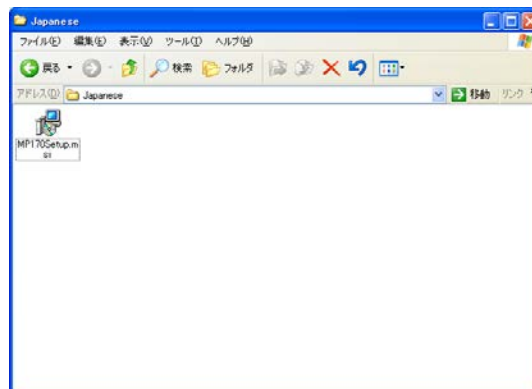 Japanese
ファイル(F) 編集(E) 表示(V) ツール(T) ヘルプ(H)
戻る 検索 フォルダ
アドレス(D) Japanese 移動 リンク
MP170Setup.m
si